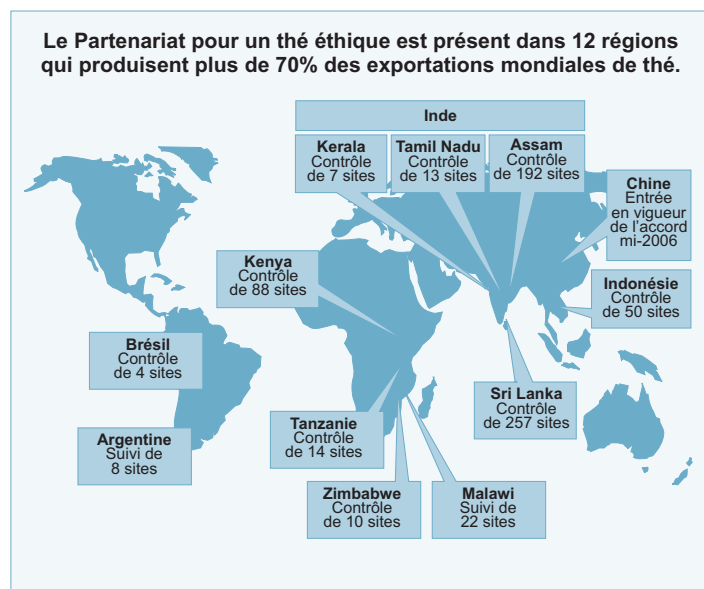 Le Partenariat pour un thé éthique est présent dans 12 régions
qui produisent plus de 70% des exportations mondiales de thé.
Inde
Kerala
Contrôle
de 7 sites
Tamil Nadu
Contrôle
de 13 sites
Assam
Contrôle
de 192 sites
Chine
Entrée
en vigueur
de l'accord
mi-2006
Kenya
Contrôle
de 88 sites
Indonésie
Contrôle
de 50 sites
Brésil
Contrôle
de 4 sites
Sri Lanka
Contrôle
de 257 sites
Tanzanie
Contrôle
de 14 sites
Argentine
Suivi de
8 sites
Zimbabwe
Contrôle
de 10 sites
Malawi
Suivi de
22 sites